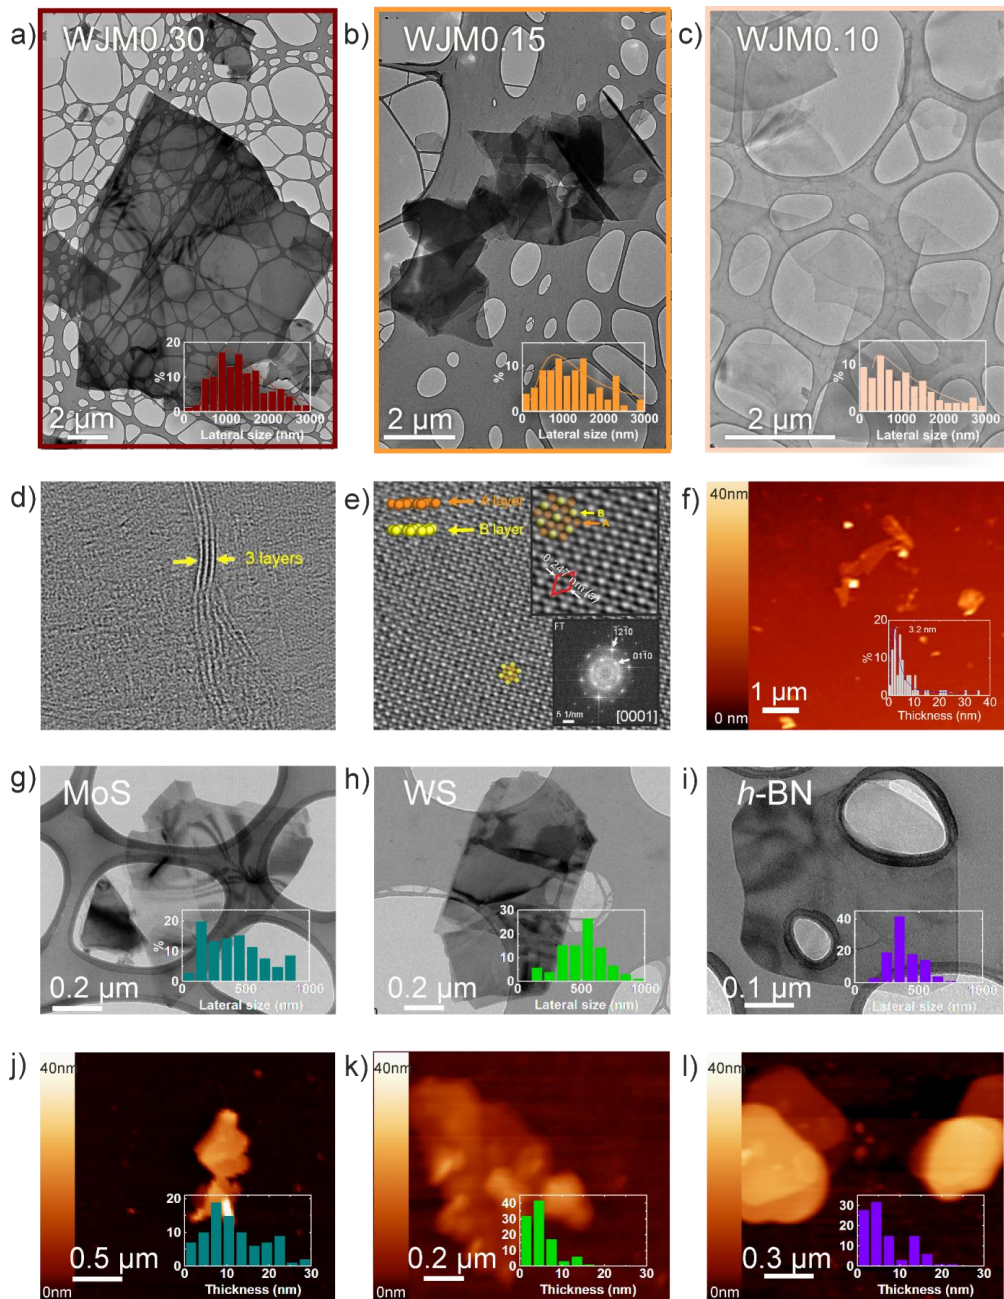 a) WJM0.30
b) WJM0.15
c) WJM0.10
20
10
0
%
0 1000 2000 3000
Lateral size (nm)
2 µm
20
10
0
%
0 1000 2000 3000
Lateral size (nm)
2 µm
10
0
%
0 1000 2000 3000
Lateral size (nm)
2 µm
d)
3 layers
e)
A layer
B layer
B
A
0.247 nm (a)
FT
12̄10
011̄0
5 1/nm
[0001]
f)
40nm
0 nm
20
10
0
%
3.2 nm
0 10 20 30 40
Thickness (nm)
1 µm
g) MoS
20
10
0
%
0 500 1000
Lateral size (nm)
0.2 µm
h) WS
30
20
10
0
0 500 1000
Lateral size (nm)
0.2 µm
i) h-BN
40
20
0
0 500 1000
Lateral size (nm)
0.1 µm
j)
40nm
0nm
20
10
0
0 10 20 30
Thickness (nm)
0.5 µm
k)
40nm
0nm
40
30
20
10
0
0 10 20 30
Thickness (nm)
0.2 µm
l)
40nm
0nm
30
20
10
0
0 10 20 30
Thickness (nm)
0.3 µm